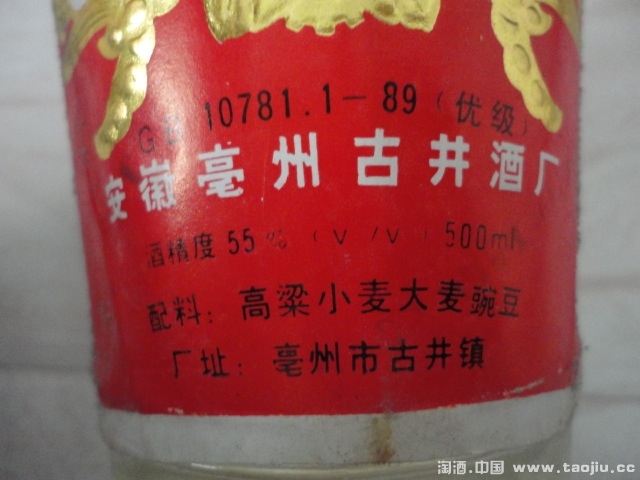 GB 10781.1-89 (优级)
安徽亳州古井酒厂
酒精度 55% (V/V) 500ml
配料: 高粱小麦大麦豌豆
厂址: 亳州市古井镇
淘酒.中国 www.taojiu.cc